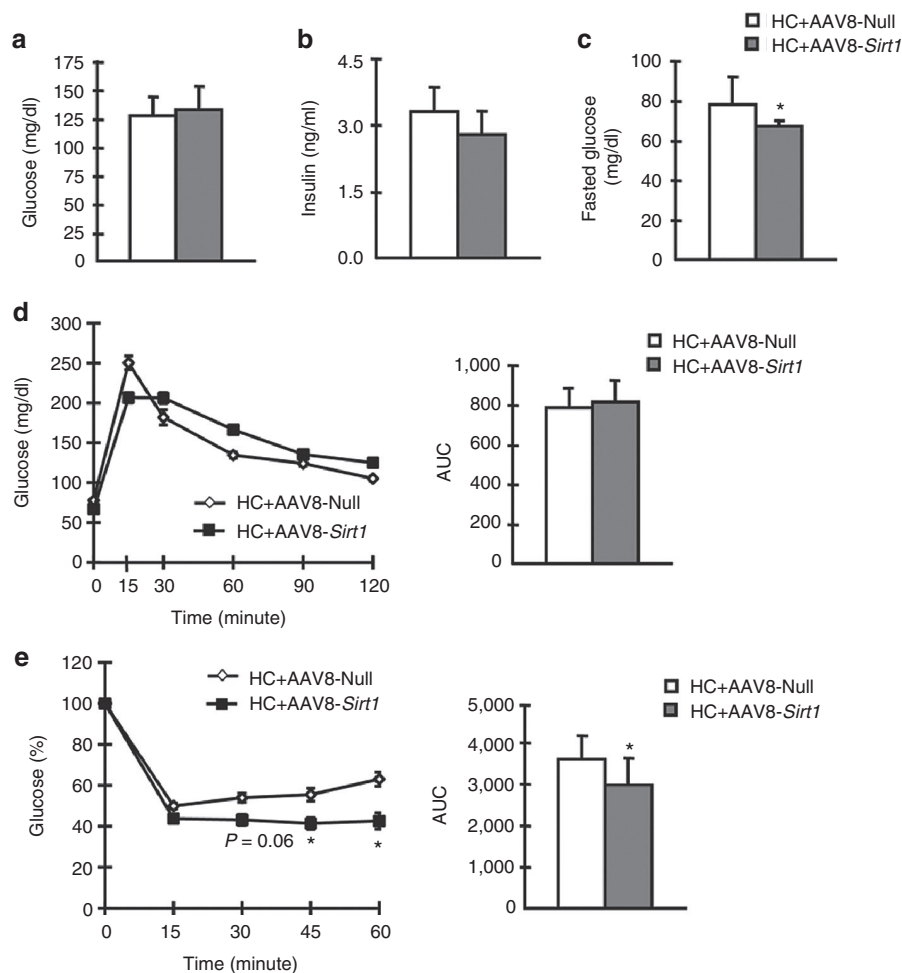 HC+AAV8-Null
HC+AAV8-Sirt1
a
Glucose (mg/dl)
175
150
125
100
75
50
25
0
b
Insulin (ng/ml)
4.5
3.0
1.5
0.0
c
Fasted glucose
(mg/dl)
100
80
60
40
20
0
*
d
Glucose (mg/dl)
300
250
200
150
100
50
0
HC+AAV8-Null
HC+AAV8-Sirt1
0 15 30 60 90 120
Time (minute)
HC+AAV8-Null
HC+AAV8-Sirt1
AUC
1,000
800
600
400
200
0
e
Glucose (%)
120
100
80
60
40
20
0
HC+AAV8-Null
HC+AAV8-Sirt1
P = 0.06 * *
0 15 30 45 60
Time (minute)
HC+AAV8-Null
HC+AAV8-Sirt1
AUC
5,000
4,000
3,000
2,000
1,000
0
*